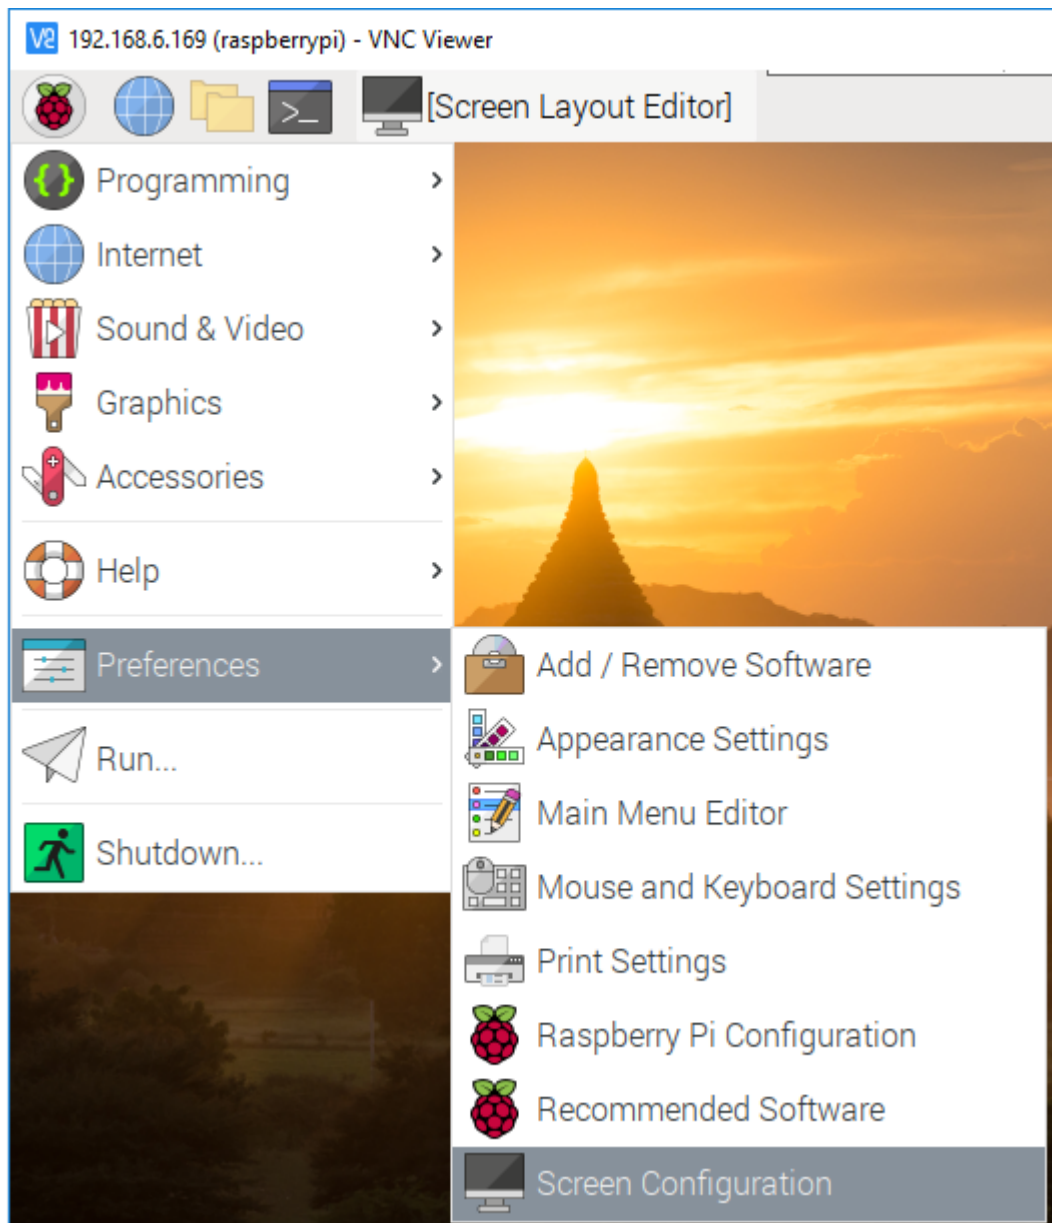 192.168.6.169 (raspberrypi) - VNC Viewer
[Screen Layout Editor]
Programming
Internet
Sound & Video
Graphics
Accessories
Help
Preferences
Run...
Shutdown...
Add / Remove Software
Appearance Settings
Main Menu Editor
Mouse and Keyboard Settings
Print Settings
Raspberry Pi Configuration
Recommended Software
Screen Configuration